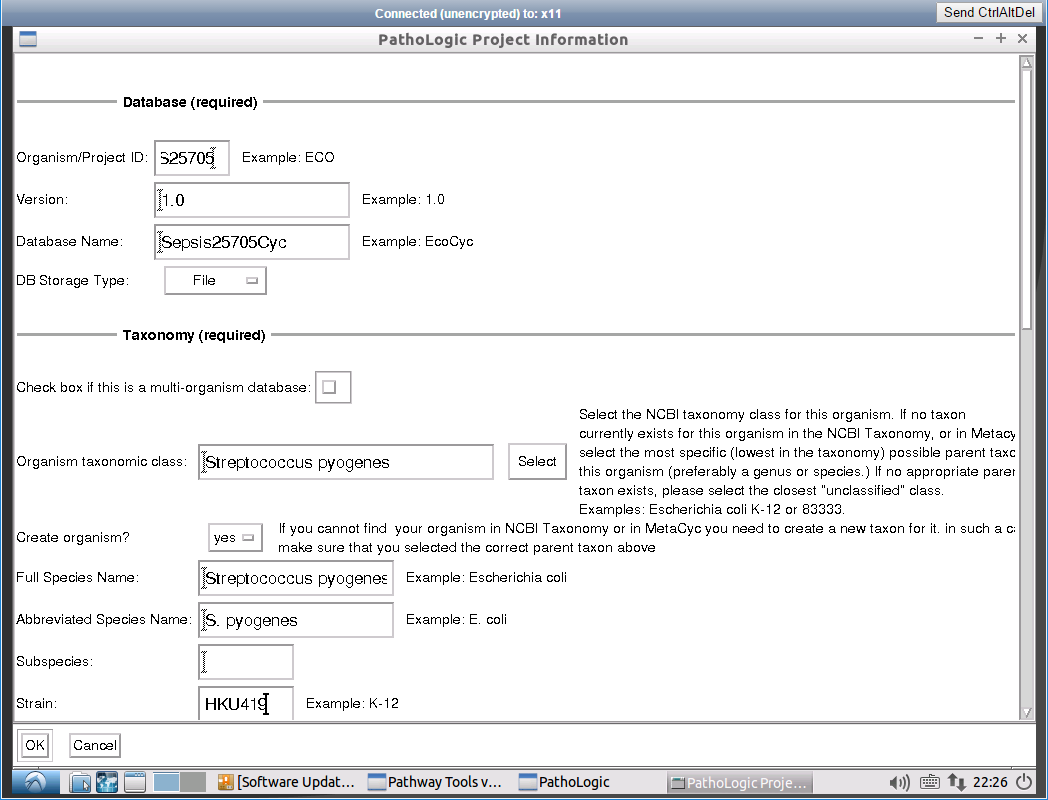 Connected (unencrypted) to: x11
Send CtrlAltDel
PathoLogic Project Information
Database (required)
Organism/Project ID: S25705 Example: ECO
Version: 1.0 Example: 1.0
Database Name: Sepsis25705Cyc Example: EcoCyc
DB Storage Type: File
Taxonomy (required)
Check box if this is a multi-organism database:
Select the NCBI taxonomy class for this organism. If no taxon
currently exists for this organism in the NCBI Taxonomy, or in Metacy
Organism taxonomic class: Streptococcus pyogenes Select select the most specific (lowest in the taxonomy) possible parent taxo
this organism (preferably a genus or species.) If no appropriate parer
taxon exists, please select the closest "unclassified" class.
Examples: Escherichia coli K-12 or 83333.
Create organism? yes If you cannot find your organism in NCBI Taxonomy or in MetaCyc you need to create a new taxon for it. in such a ca
make sure that you selected the correct parent taxon above
Full Species Name: Streptococcus pyogenes Example: Escherichia coli
Abbreviated Species Name: S. pyogenes Example: E. coli
Subspecies:
Strain: HKU419 Example: K-12
OK Cancel
[Software Updat... Pathway Tools v... PathoLogic PathoLogic Proje... 22:26